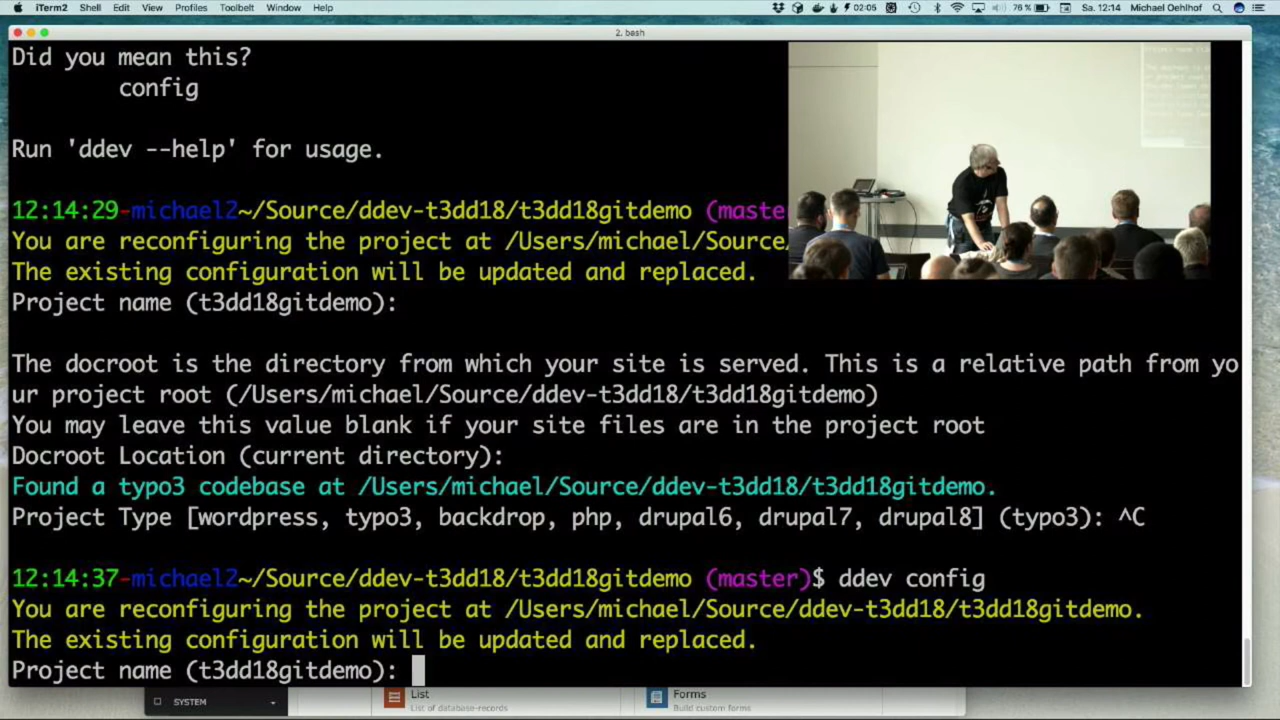 iTerm2 Shell Edit View Profiles Toolbelt Window Help 02:05 76 % Sa. 12:14 Michael Oehlhof
2. bash
Did you mean this?
config
Run 'ddev --help' for usage.
12:14:29-michael2~/Source/ddev-t3dd18/t3dd18gitdemo (master
You are reconfiguring the project at /Users/michael/Source/
The existing configuration will be updated and replaced.
Project name (t3dd18gitdemo):
The docroot is the directory from which your site is served. This is a relative path from yo
ur project root (/Users/michael/Source/ddev-t3dd18/t3dd18gitdemo)
You may leave this value blank if your site files are in the project root
Docroot Location (current directory):
Found a typo3 codebase at /Users/michael/Source/ddev-t3dd18/t3dd18gitdemo.
Project Type [wordpress, typo3, backdrop, php, drupal6, drupal7, drupal8] (typo3): ^C
12:14:37-michael2~/Source/ddev-t3dd18/t3dd18gitdemo (master)$ ddev config
You are reconfiguring the project at /Users/michael/Source/ddev-t3dd18/t3dd18gitdemo.
The existing configuration will be updated and replaced.
Project name (t3dd18gitdemo):
SYSTEM
List
List of database-records
Forms
Build custom forms